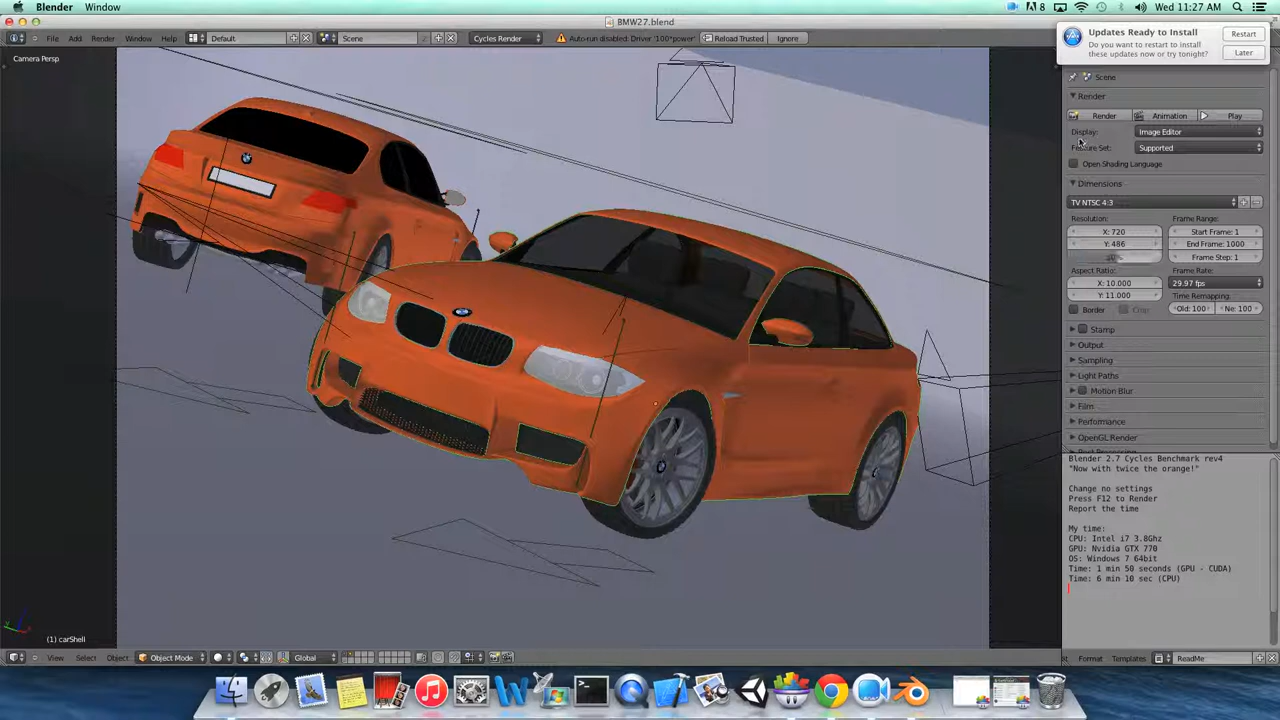 Blender Window
8
Wed 11:27 AM
BMW27.blend
File Add Render Window Help
Default
Scene
Cycles Render
Auto-run disabled: Driver '100*power'
Reload Trusted
Ignore
Updates Ready to Install
Do you want to restart to install
these updates now or try tonight?
Restart
Later
Camera Persp
Scene
Render
Render
Animation
Play
Display:
Image Editor
Feature Set:
Supported
Open Shading Language
Dimensions
TV NTSC 4:3
Resolution:
Frame Range:
X: 720
Start Frame: 1
Y: 486
End Frame: 1000
Frame Step: 1
Aspect Ratio:
Frame Rate:
X: 10.000
29.97 fps
Y: 11.000
Time Remapping:
Border
Crop
Old: 100
Ne: 100
Stamp
Output
Sampling
Light Paths
Motion Blur
Film
Performance
OpenGL Render
Blender 2.7 Cycles Benchmark rev4
"Now with twice the orange!"
Change no settings
Press F12 to Render
Report the time
My time:
CPU: Intel i7 3.8Ghz
GPU: Nvidia GTX 770
OS: Windows 7 64bit
Time: 1 min 50 seconds (GPU - CUDA)
Time: 6 min 10 sec (CPU)
(1) carShell
View Select Object
Object Mode
Global
Format Templates
ReadMe